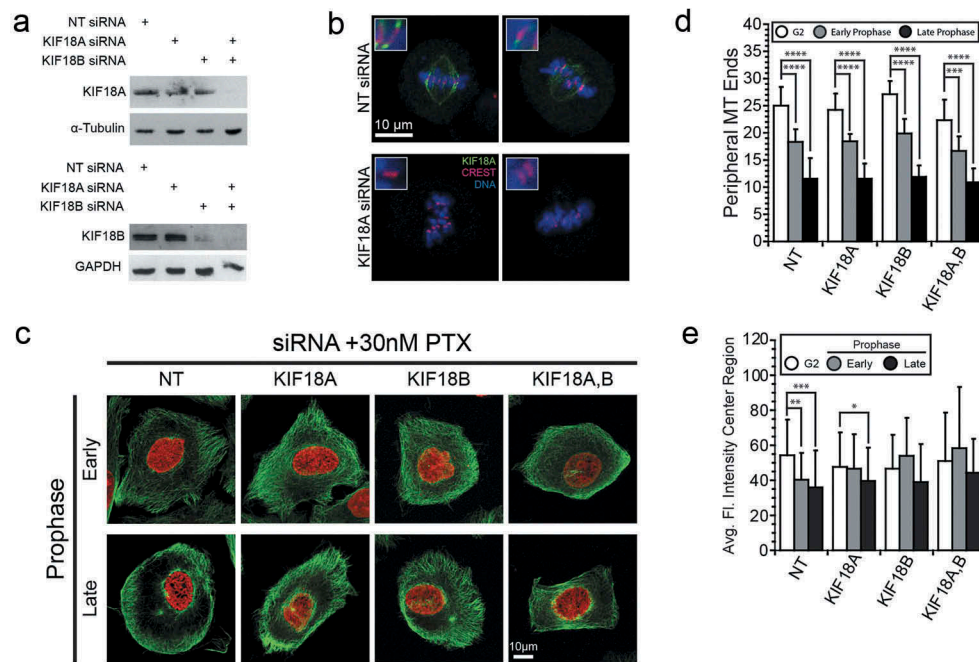 a
NT siRNA +
KIF18A siRNA + +
KIF18B siRNA + +
KIF18A
α-Tubulin
NT siRNA +
KIF18A siRNA + +
KIF18B siRNA + +
KIF18B
GAPDH
b
NT siRNA
10 µm
KIF18A siRNA
KIF18A
CREST
DNA
c
siRNA +30nM PTX
NT KIF18A KIF18B KIF18A,B
Prophase
Early
Late
10µm
d
G2 Early Prophase Late Prophase
Peripheral MT Ends
40
35
30
25
20
15
10
5
0
**** **** **** ****
**** **** **** ***
NT KIF18A KIF18B KIF18A,B
e
Prophase
G2 Early Late
Avg. Fl. Intensity Center Region
120
100
80
60
40
20
0
***
**
*
NT KIF18A KIF18B KIF18A,B